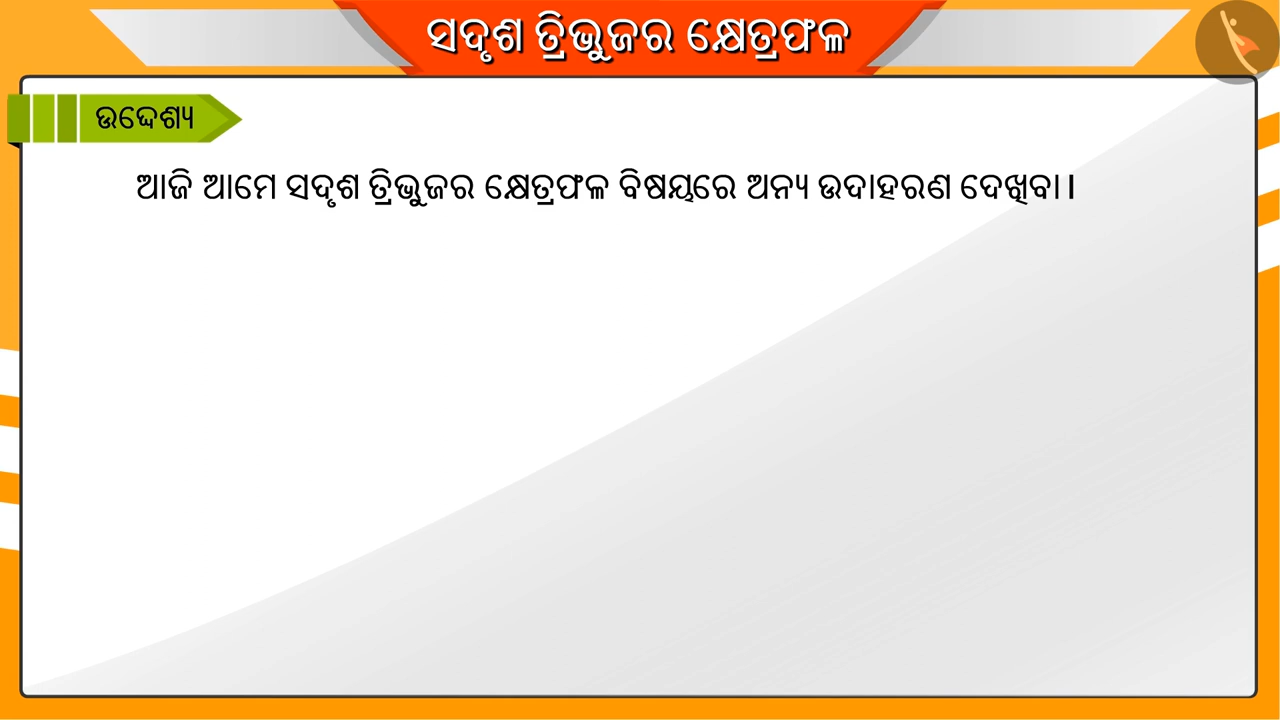 ସଦୃଶ ତ୍ରିଭୁଜର କ୍ଷେତ୍ରଫଳ
ଉଦ୍ଦେଶ୍ୟ
ଆଜି ଆମେ ସଦୃଶ ତ୍ରିଭୁଜର କ୍ଷେତ୍ରଫଳ ବିଷୟରେ ଅନ୍ୟ ଉଦାହରଣ ଦେଖିବା।